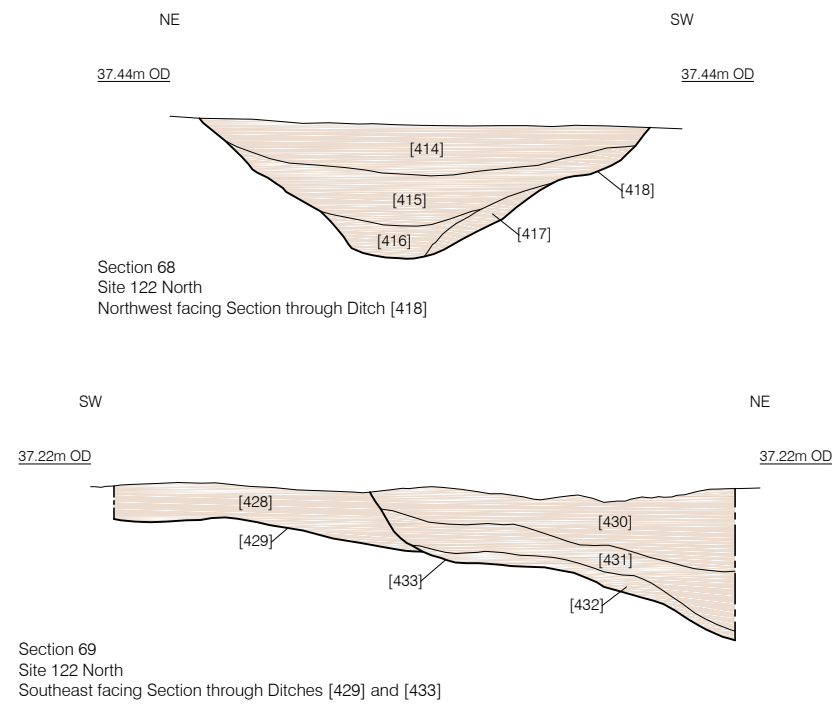 NE
SW
37.44m OD
37.44m OD
[414]
[415]
[418]
[416]
[417]
Section 68
Site 122 North
Northwest facing Section through Ditch [418]
SW
NE
37.22m OD
37.22m OD
[428]
[430]
[429]
[431]
[433]
[432]
Section 69
Site 122 North
Southeast facing Section through Ditches [429] and [433]